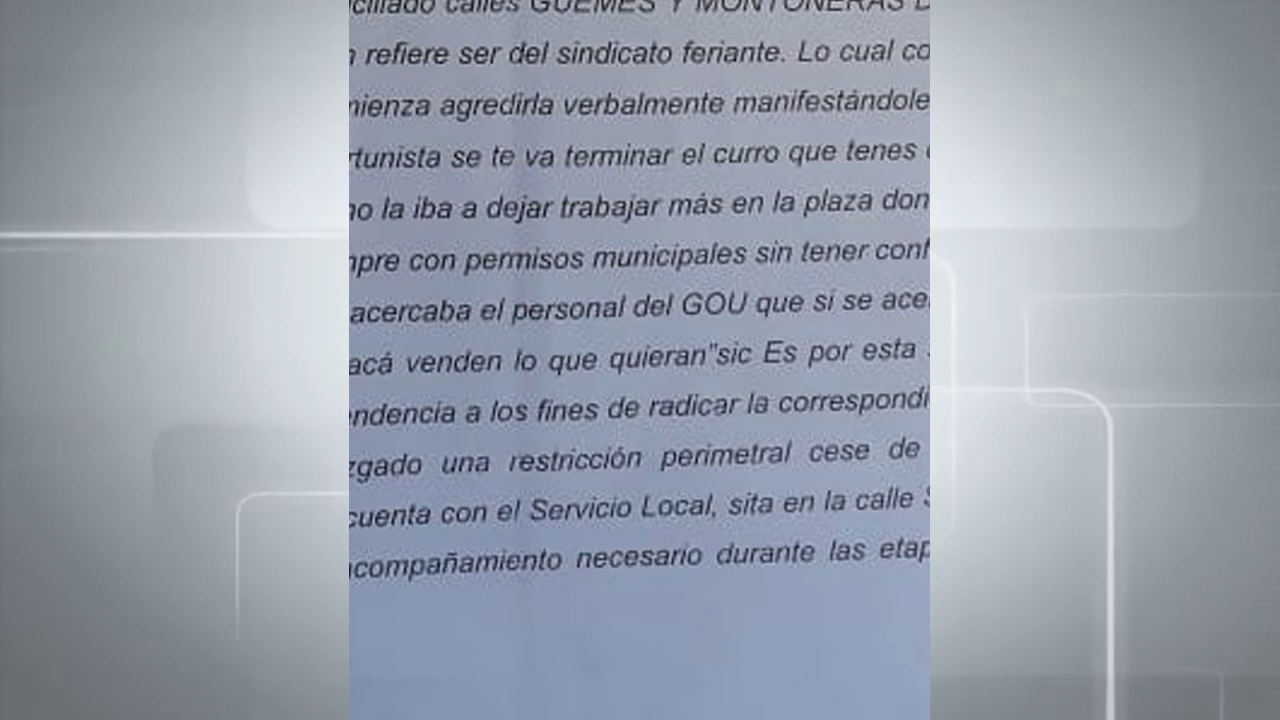 calles GÜEMES Y MONTONERAS D
refiere ser del sindicato feriante. Lo cual co
mienza agredirla verbalmente manifestándole
rtunista se te va terminar el curro que tenes
no la iba a dejar trabajar más en la plaza don
mpre con permisos municipales sin tener conf
acercaba el personal del GOU que si se ace
acá venden lo que quieran"sic Es por esta
endencia a los fines de radicar la correspondi
zgado una restricción perimetral cese de
cuenta con el Servicio Local, sita en la calle S
acompañamiento necesario durante las etap